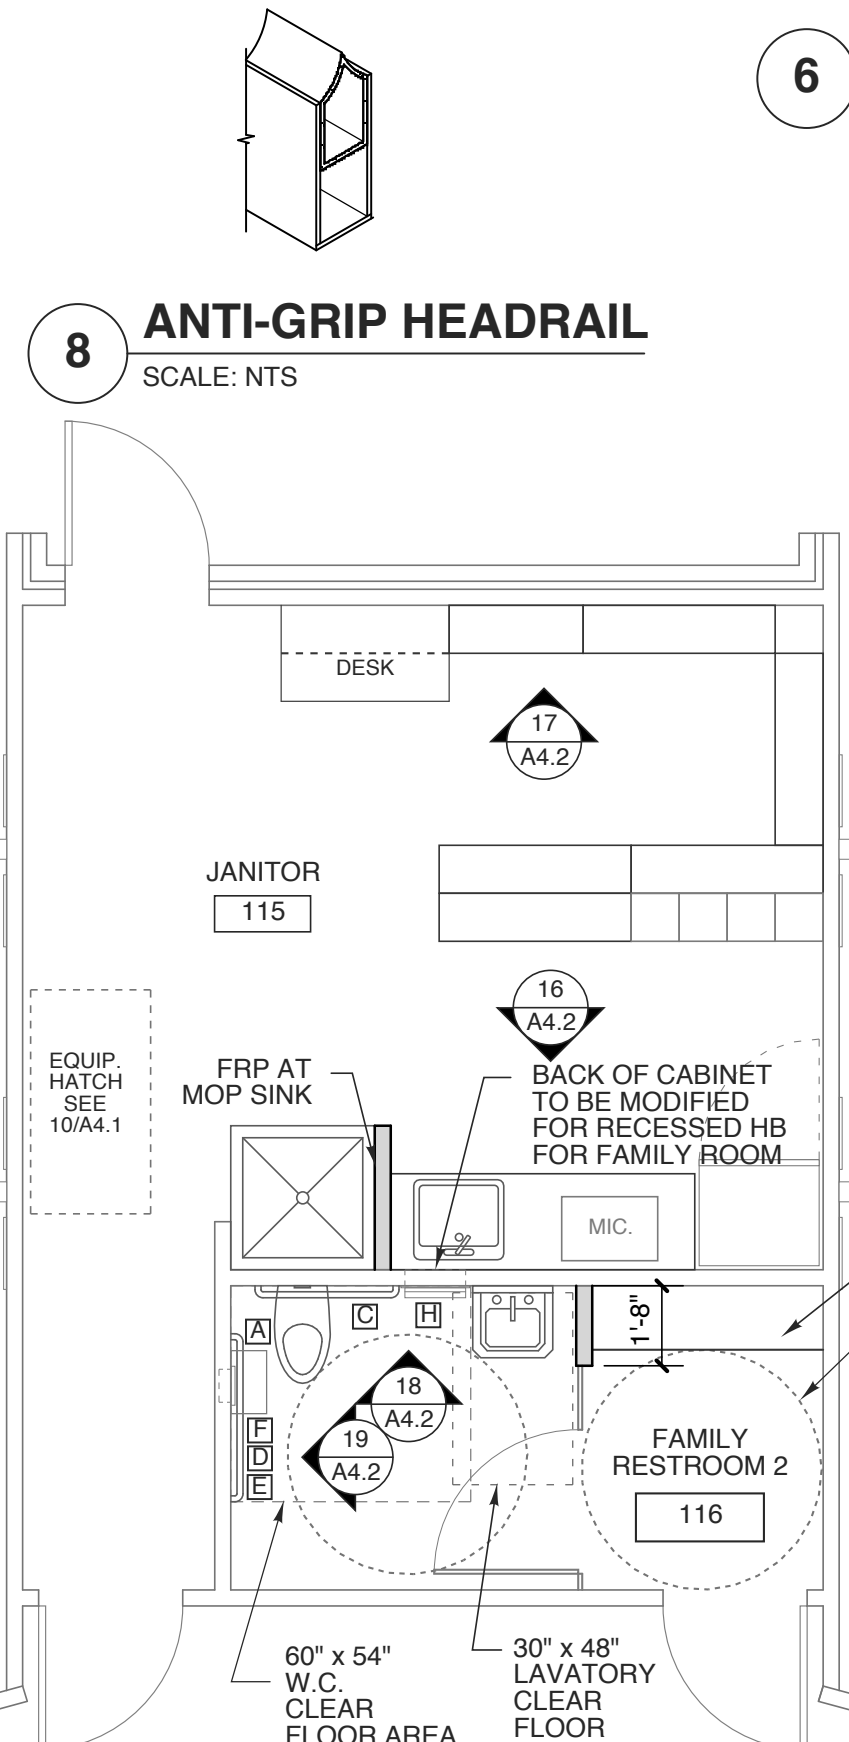 6
8
ANTI-GRIP HEADRAIL
SCALE: NTS
DESK
17
A4.2
JANITOR
115
16
A4.2
EQUIP.
HATCH
SEE
10/A4.1
FRP AT
MOP SINK
BACK OF CABINET
TO BE MODIFIED
FOR RECESSED HB
FOR FAMILY ROOM
MIC.
C
H
A
1'-8"
18
A4.2
19
A4.2
F
D
E
FAMILY
RESTROOM 2
116
60" x 54"
W.C.
CLEAR
FLOOR AREA
30" x 48"
LAVATORY
CLEAR
FLOOR